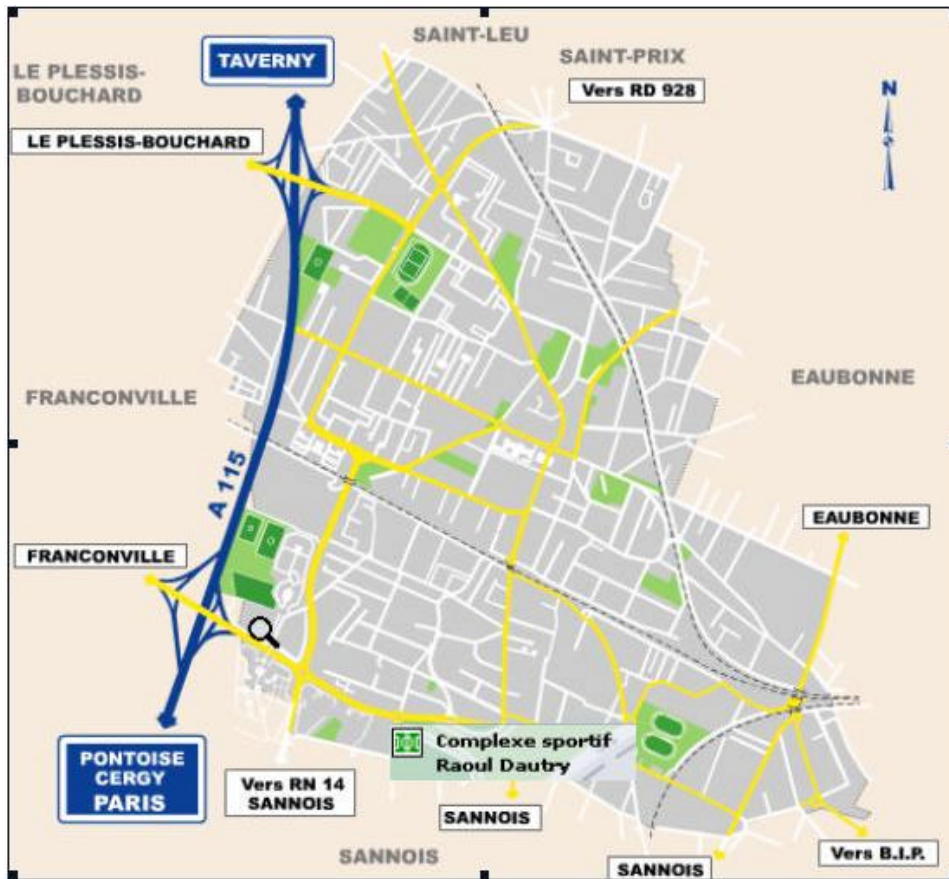 SAINT-LEU
TAVERNY
SAINT-PRIX
LE PLESSIS-
BOUCHARD
Vers RD 928
N
LE PLESSIS-BOUCHARD
FRANCONVILLE
EAUBONNE
A 115
EAUBONNE
FRANCONVILLE
Complexe sportif
Raoul Dautry
PONTOISE
CERGY
PARIS
Vers RN 14
SANNOIS
SANNOIS
SANNOIS
SANNOIS
Vers B.I.P.